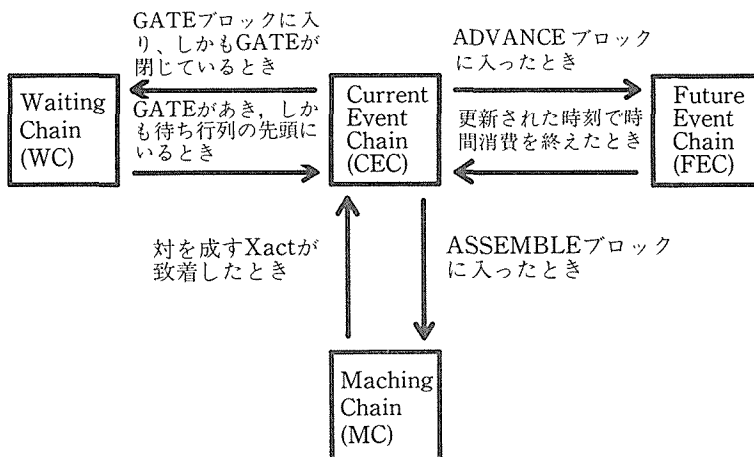 GATEブロックに入
り、しかもGATEが
閉じているとき
ADVANCE ブロック
に入ったとき
Waiting
Chain
(WC)
GATEがあき，しか
も待ち行列の先頭に
いるとき
Current
Event
Chain
(CEC)
更新された時刻で時
間消費を終えたとき
Future
Event
Chain
(FEC)
対を成すXactが
致着したとき
ASSEMBLEブロック
に入ったとき
Maching
Chain
(MC)